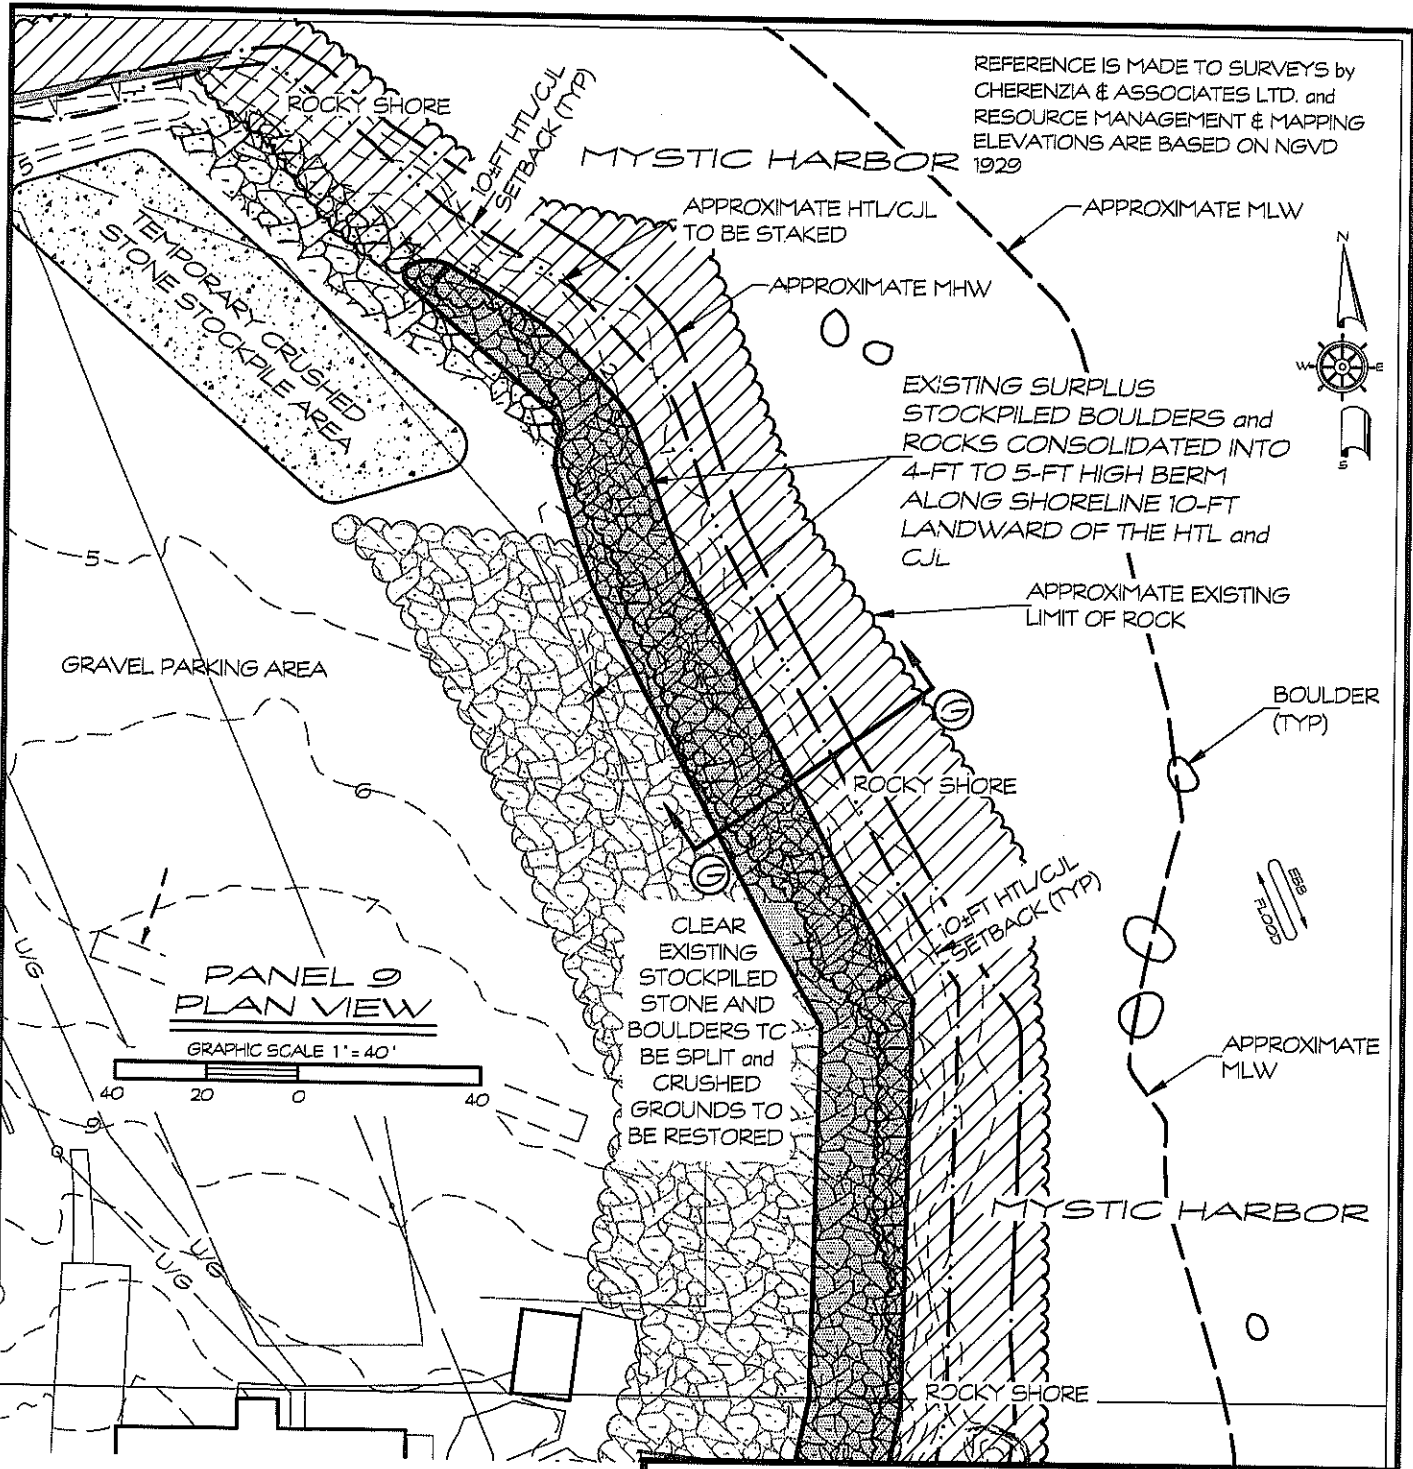 REFERENCE IS MADE TO SURVEYS by
CHERENZIA & ASSOCIATES LTD. and
RESOURCE MANAGEMENT & MAPPING
ELEVATIONS ARE BASED ON NGVD
1929
ROCKY SHORE
10±FT HTL/CJL
SETBACK (TYP)
MYSTIC HARBOR
APPROXIMATE HTL/CJL
TO BE STAKED
APPROXIMATE MLW
APPROXIMATE MHW
N
W
E
S
5
TEMPORARY CRUSHED
STONE STOCKPILE AREA
3
2
EXISTING SURPLUS
STOCKPILED BOULDERS and
ROCKS CONSOLIDATED INTO
4-FT TO 5-FT HIGH BERM
ALONG SHORELINE 10-FT
LANDWARD OF THE HTL and
CJL
5
APPROXIMATE EXISTING
LIMIT OF ROCK
GRAVEL PARKING AREA
G
BOULDER
(TYP)
6
ROCKY SHORE
G
7
10±FT HTL/CJL
SETBACK (TYP)
EBB
FLOOD
CLEAR
EXISTING
STOCKPILED
STONE AND
BOULDERS TO
BE SPLIT and
CRUSHED
GROUNDS TO
BE RESTORED
U/G
PANEL 9
PLAN VIEW
GRAPHIC SCALE 1"=40'
40 20 0 40
APPROXIMATE
MLW
9
MYSTIC HARBOR
U/G
U/G
ROCKY SHORE